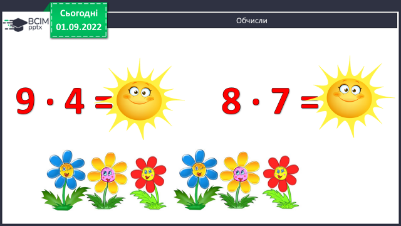 Сьогодні
01.09.2022
Обчисли
ВСІМ
pptx
9 · 4 =
8 · 7 =